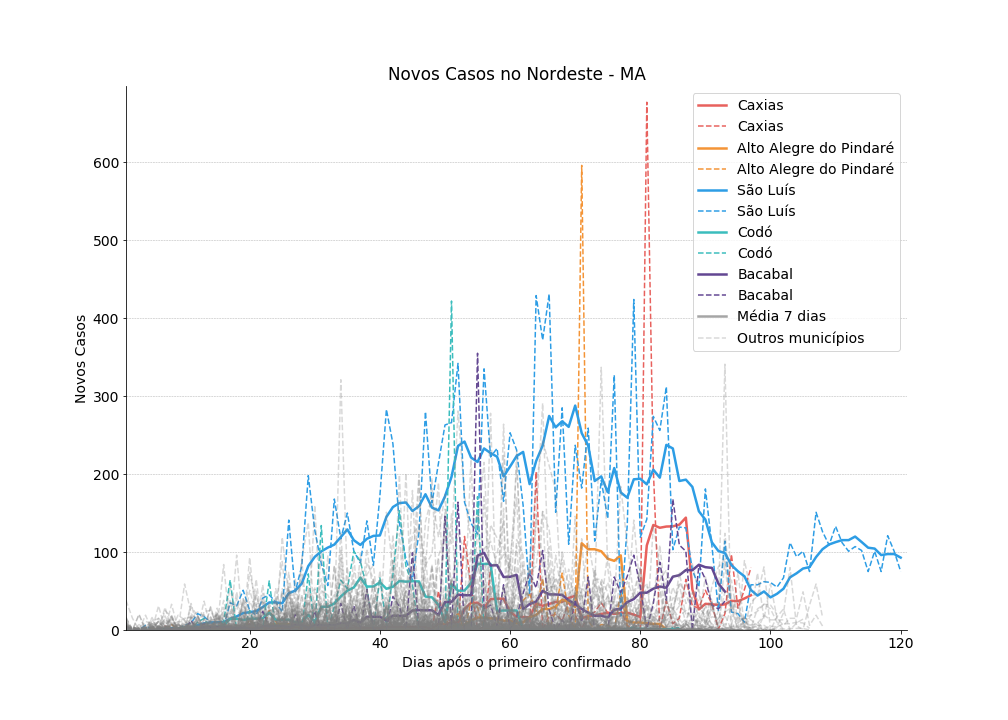 Novos Casos no Nordeste - MA
Caxias
Caxias
Alto Alegre do Pindaré
Alto Alegre do Pindaré
São Luís
São Luís
Codó
Codó
Bacabal
Bacabal
Média 7 dias
Outros municípios
Novos Casos
600
500
400
300
200
100
0
20
40
60
80
100
120
Dias após o primeiro confirmado